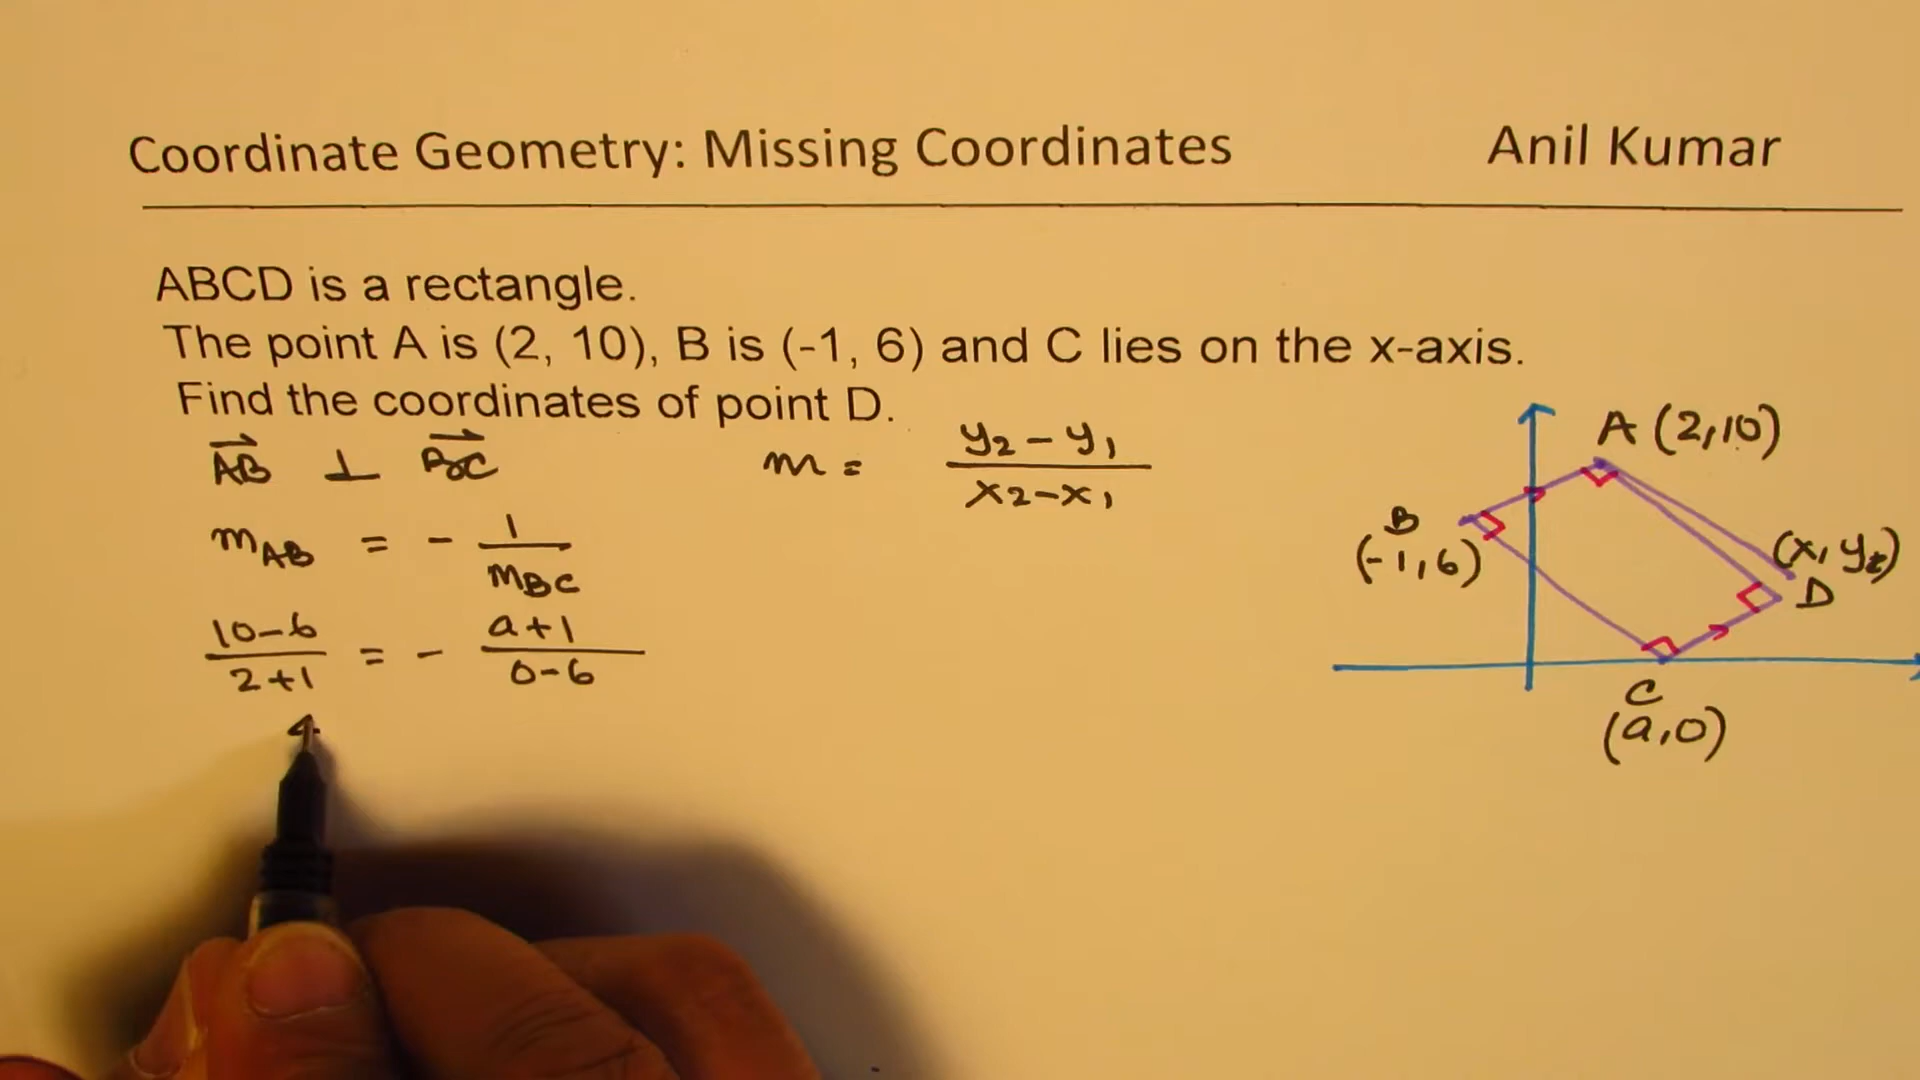 Coordinate Geometry: Missing Coordinates Anil Kumar
ABCD is a rectangle.
The point A is (2, 10), B is (-1, 6) and C lies on the x-axis.
Find the coordinates of point D.
AB ⊥ BC
m = y2 - y1 / x2 - x1
mAB = - 1 / mBC
10-6 / 2+1 = - a+1 / 0-6
4
A (2,10)
B
(-1,6)
D
C
(a,0)